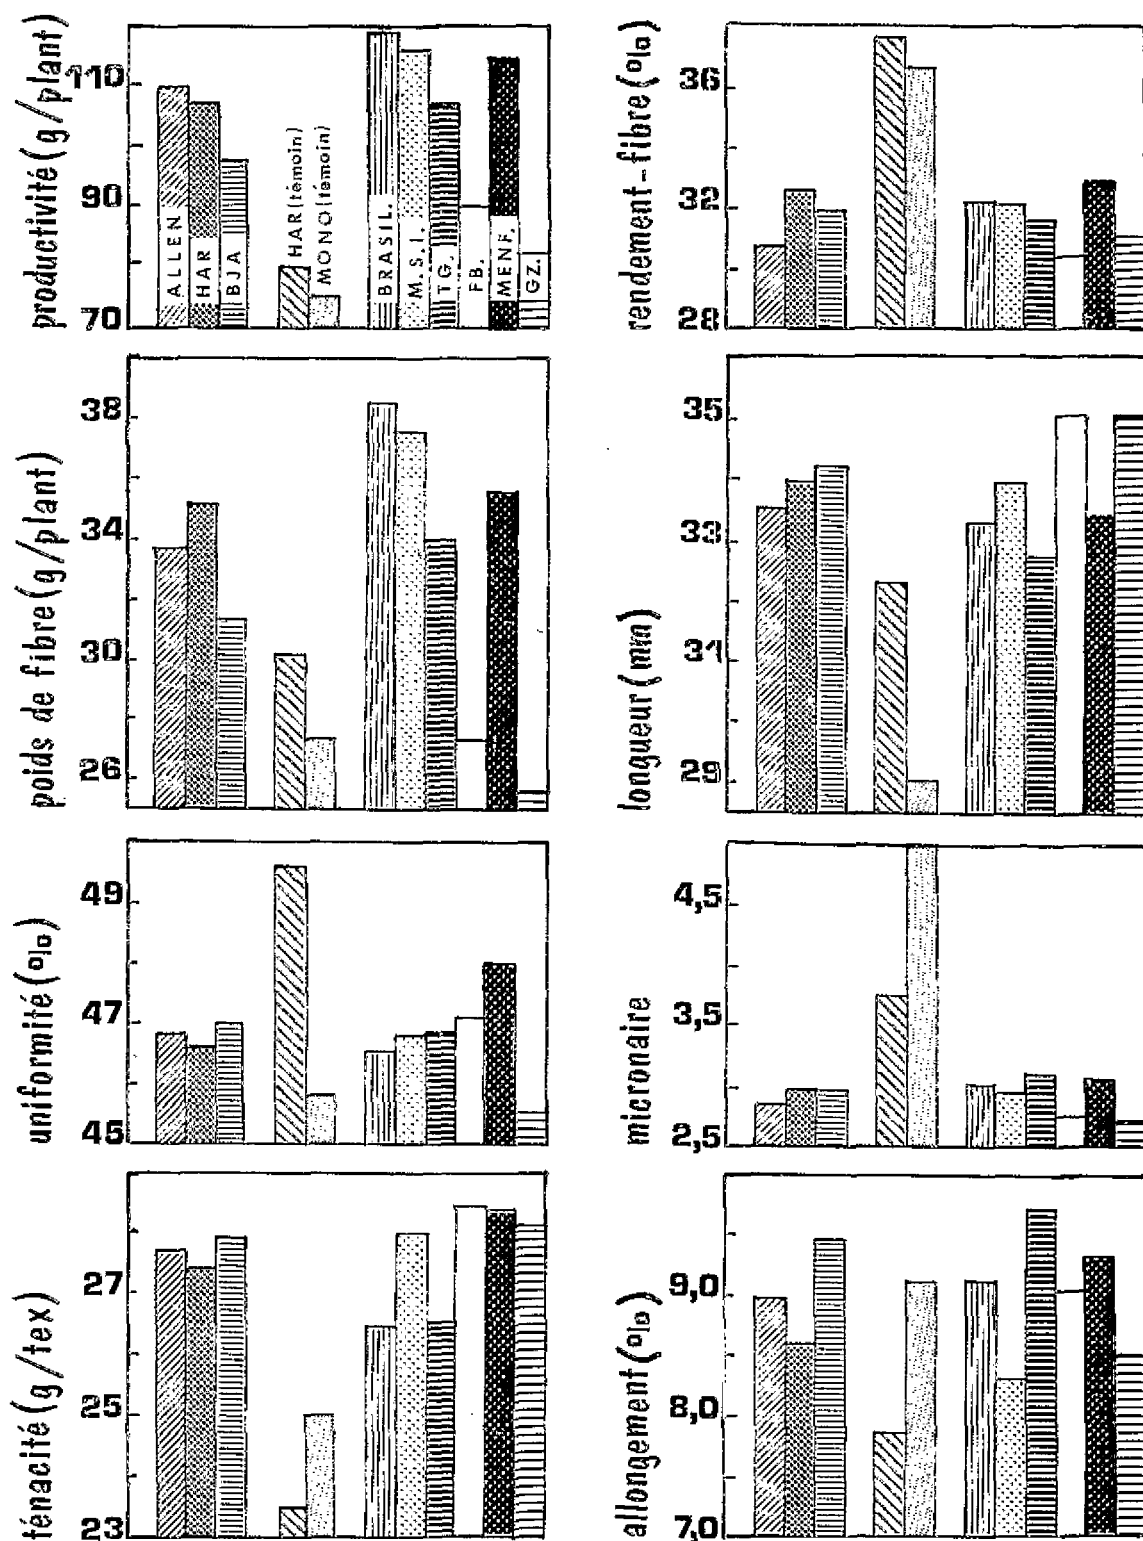 productivité (g/plant)
110
90
70
ALLEN
HAR
BJA
HAR (témoin)
MONO (témoin)
BRASIL.
M.S.I.
TG.
FB.
MENF.
GZ.
rendement-fibre (%)
36
32
28
poids de fibre (g/plant)
38
34
30
26
longueur (mm)
35
33
31
29
uniformité (%)
49
47
45
micronaire
4,5
3,5
2,5
ténacité (g/tex)
27
25
23
allongement (%)
9,0
8,0
7,0